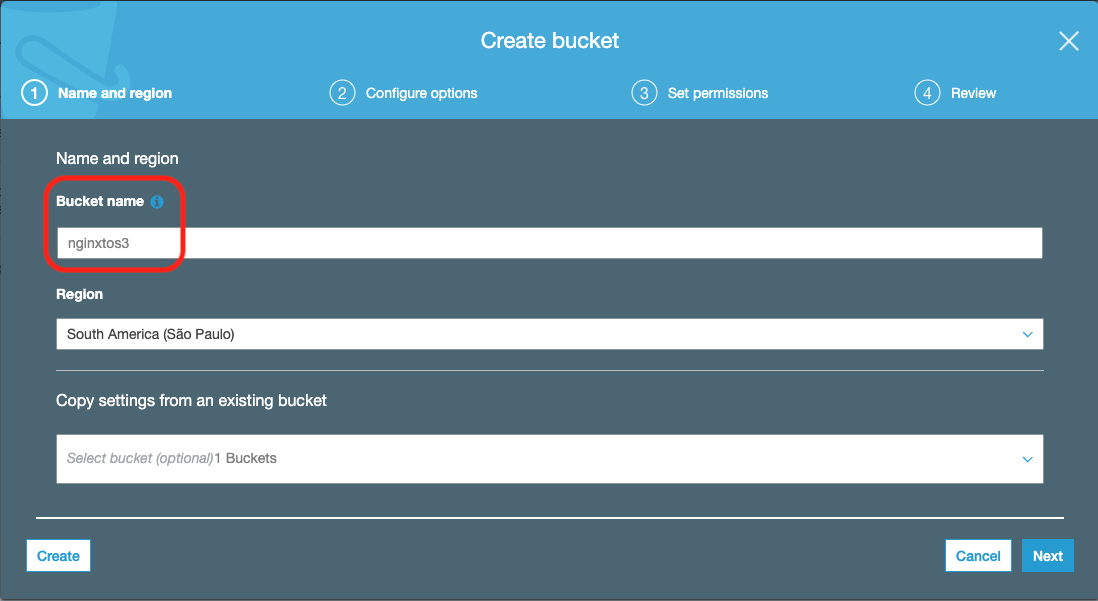 Create bucket
1 Name and region
2 Configure options
3 Set permissions
4 Review
Name and region
Bucket name i
nginxtos3
Region
South America (São Paulo)
Copy settings from an existing bucket
Select bucket (optional)1 Buckets
Create
Cancel
Next